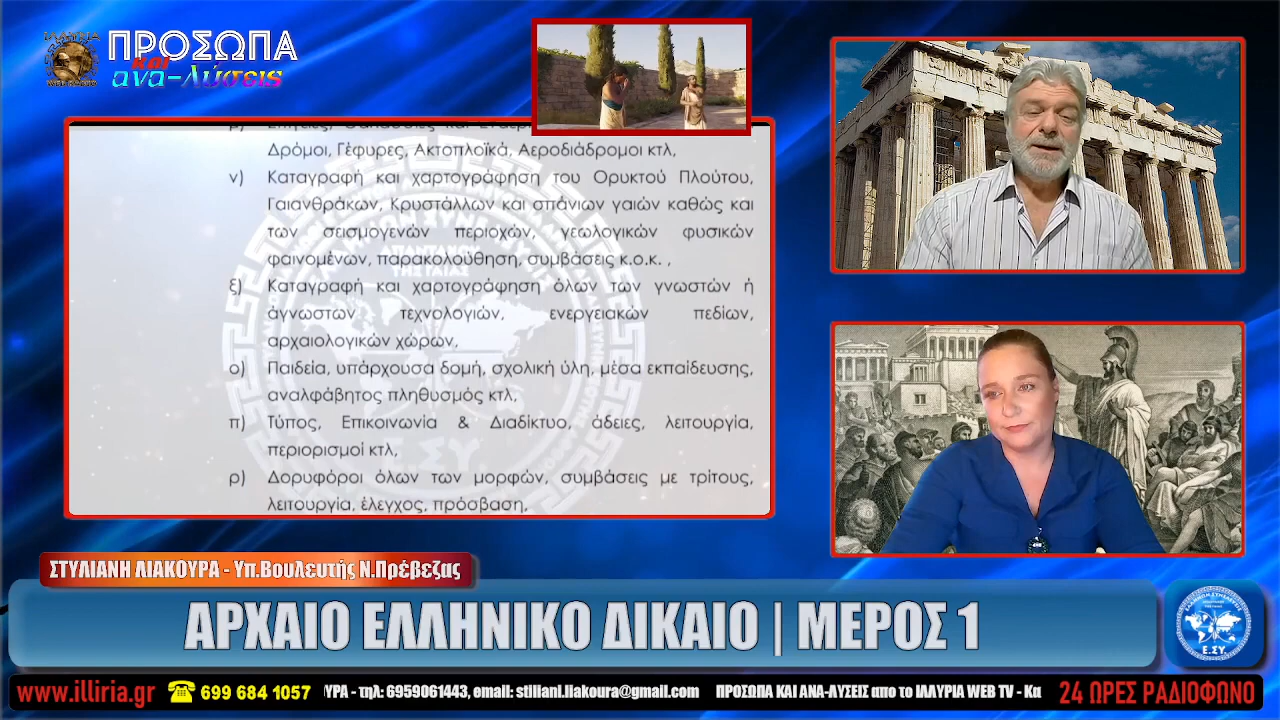 ΠΡΟΣΩΠΑ
και
ανα-Λύσεις
Δρόμοι, Γέφυρες, Ακτοπλοϊκά, Αεροδιάδρομοι κτλ,
ν) Καταγραφή και χαρτογράφηση του Ορυκτού Πλούτου,
Γαιανθράκων, Κρυστάλλων και σπάνιων γαιών καθώς και
των σεισμογενών περιοχών, γεωλογικών φυσικών
φαινομένων, παρακολούθηση, συμβάσεις κ.ο.κ. ,
ξ) Καταγραφή και χαρτογράφηση όλων των γνωστών ή
άγνωστων τεχνολογιών, ενεργειακών πεδίων,
αρχαιολογικών χώρων,
ο) Παιδεία, υπάρχουσα δομή, σχολική ύλη, μέσα εκπαίδευσης,
αναλφάβητος πληθυσμός κτλ,
π) Τύπος, Επικοινωνία & Διαδίκτυο, άδειες, λειτουργία,
περιορισμοί κτλ,
ρ) Δορυφόροι όλων των μορφών, συμβάσεις με τρίτους,
λειτουργία, έλεγχος, πρόσβαση,
ΑΠΑΝΤΑΧΟΥ
ΤΗΣ ΓΑΙΑΣ
Ε.ΣΥ.
ΣΤΥΛΙΑΝΗ ΛΙΑΚΟΥΡΑ - Υπ.Βουλευτής Ν.Πρέβεζας
ΑΡΧΑΙΟ ΕΛΛΗΝΙΚΟ ΔΙΚΑΙΟ | ΜΕΡΟΣ 1
Ε.ΣΥ.
www.illiria.gr 699 684 1057 ΥΡΑ - τηλ: 6959061443, email: stiliani.liakoura@gmail.com ΠΡΟΣΩΠΑ ΚΑΙ ΑΝΑ-ΛΥΣΕΙΣ απο το ΙΛΛΥΡΙΑ WEB TV - Κα 24 ΩΡΕΣ ΡΑΔΙΟΦΩΝΟ